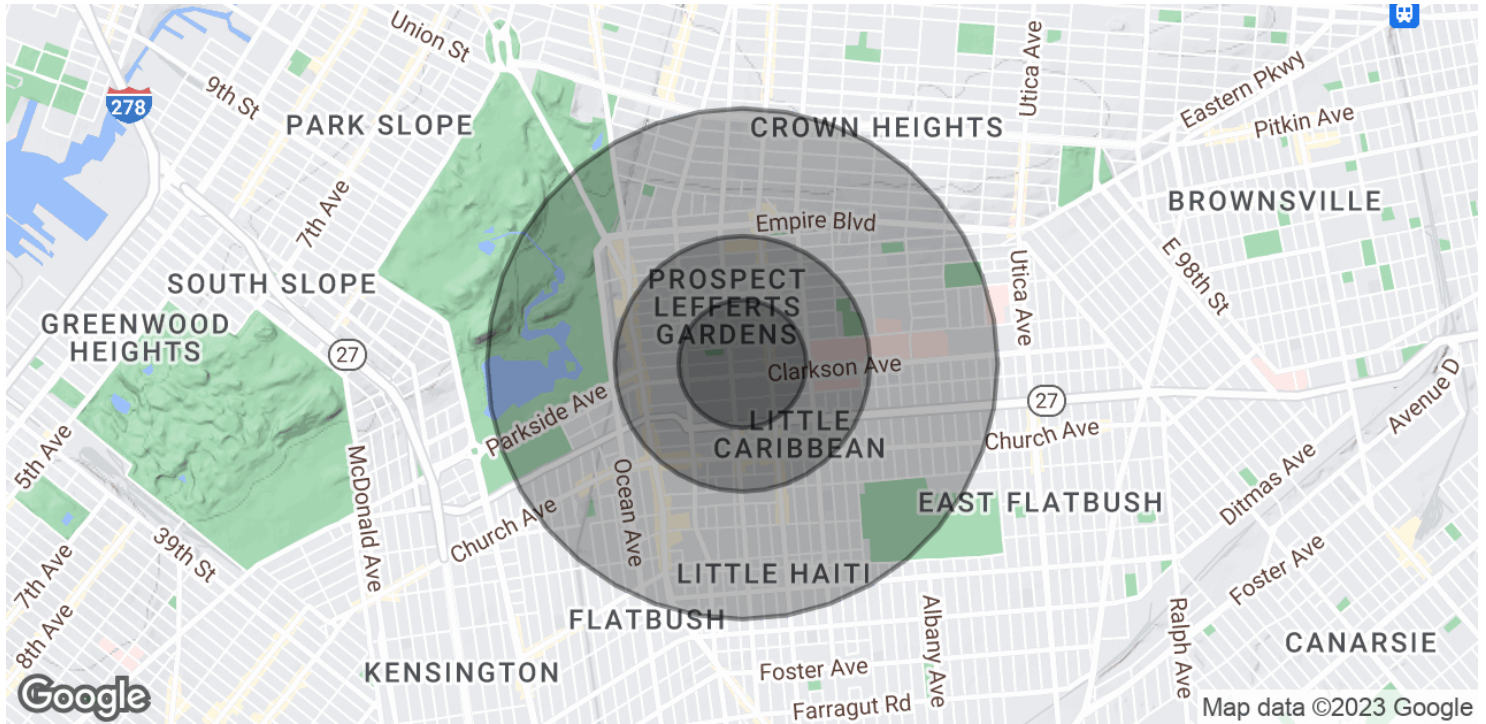 Union St
Utica Ave
9th St
278
PARK SLOPE
CROWN HEIGHTS
Eastern Pkwy
Pitkin Ave
7th Ave
Empire Blvd
BROWNSVILLE
SOUTH SLOPE
PROSPECT
LEFFERTS
GARDENS
Utica Ave
E 98th St
GREENWOOD
HEIGHTS
27
Clarkson Ave
5th Ave
Parkside Ave
LITTLE
CARIBBEAN
27
Church Ave
Avenue D
McDonald Ave
Ocean Ave
Church Ave
EAST FLATBUSH
Ditmas Ave
39th St
7th Ave
8th Ave
LITTLE HAITI
FLATBUSH
Albany Ave
Ralph Ave
Foster Ave
KENSINGTON
Foster Ave
CANARSIE
Farragut Rd
Google
Map data ©2023 Google